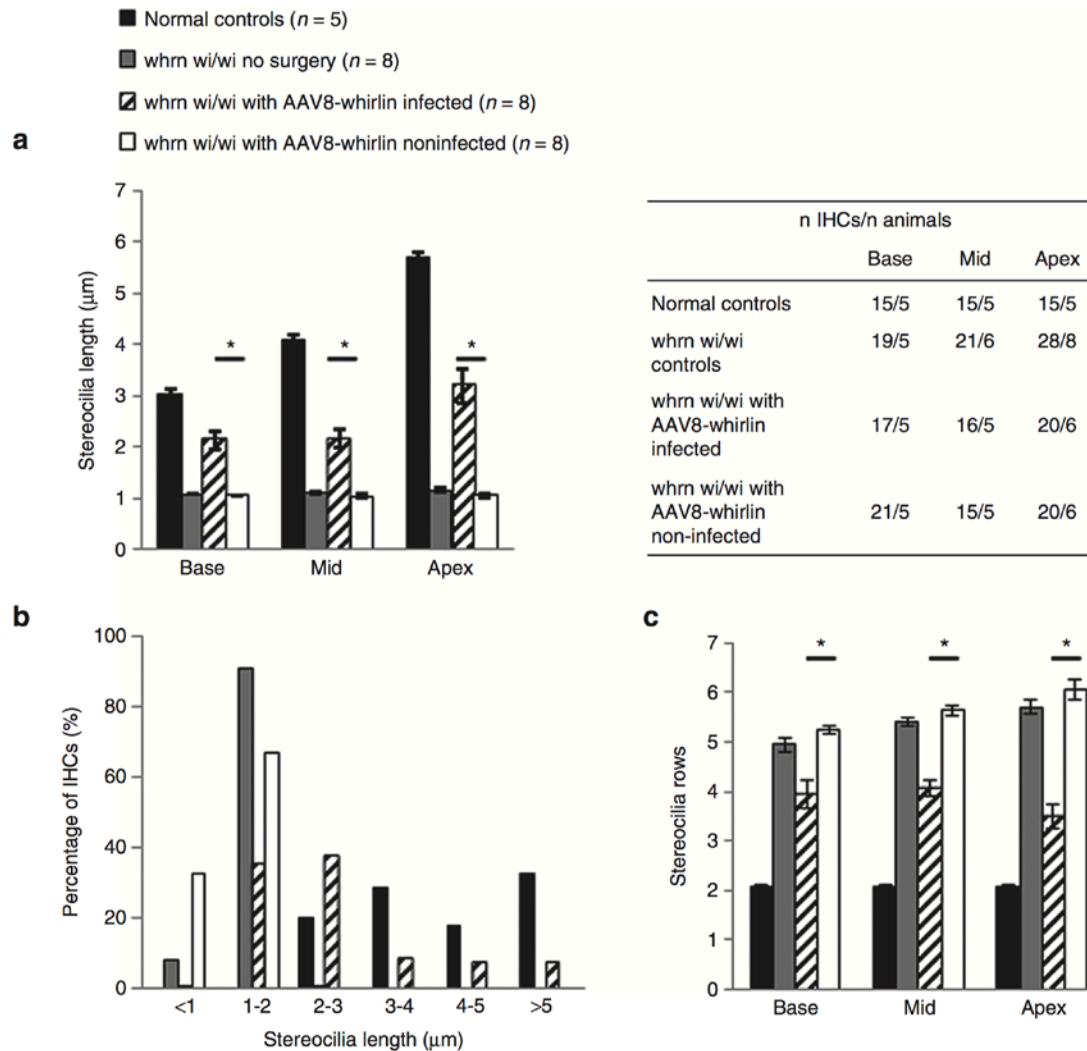 Normal controls (n = 5)
whrn wi/wi no surgery (n = 8)
whrn wi/wi with AAV8-whirlin infected (n = 8)
whrn wi/wi with AAV8-whirlin noninfected (n = 8)
a
7
6
5
4
3
2
1
0
Stereocilia length (μm)
* * *
Base Mid Apex
n IHCs/n animals
Base Mid Apex
Normal controls 15/5 15/5 15/5
whrn wi/wi
controls 19/5 21/6 28/8
whrn wi/wi with
AAV8-whirlin
infected 17/5 16/5 20/6
whrn wi/wi with
AAV8-whirlin
non-infected 21/5 15/5 20/6
b
100
80
60
40
20
0
Percentage of IHCs (%)
<1 1-2 2-3 3-4 4-5 >5
Stereocilia length (μm)
c
7
6
5
4
3
2
1
0
Stereocilia rows
* * *
Base Mid Apex